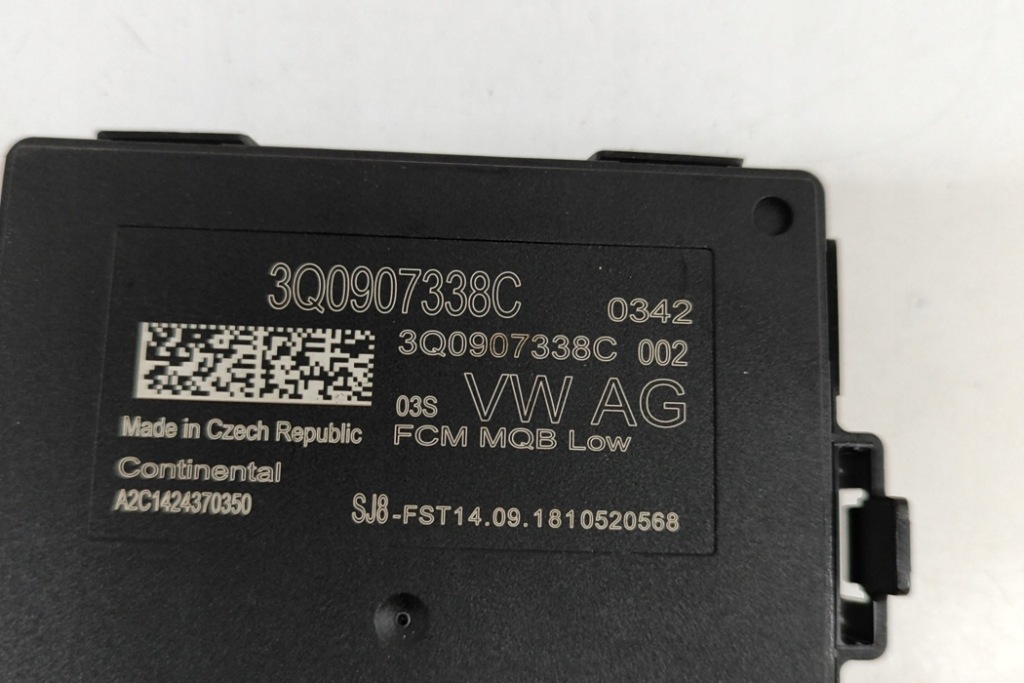 3Q0907338C 0342
3Q0907338C 002
03S VW AG
Made in Czech Republic FCM MQB Low
Continental
A2C1424370350 SJ8-FST14.09.1810520568